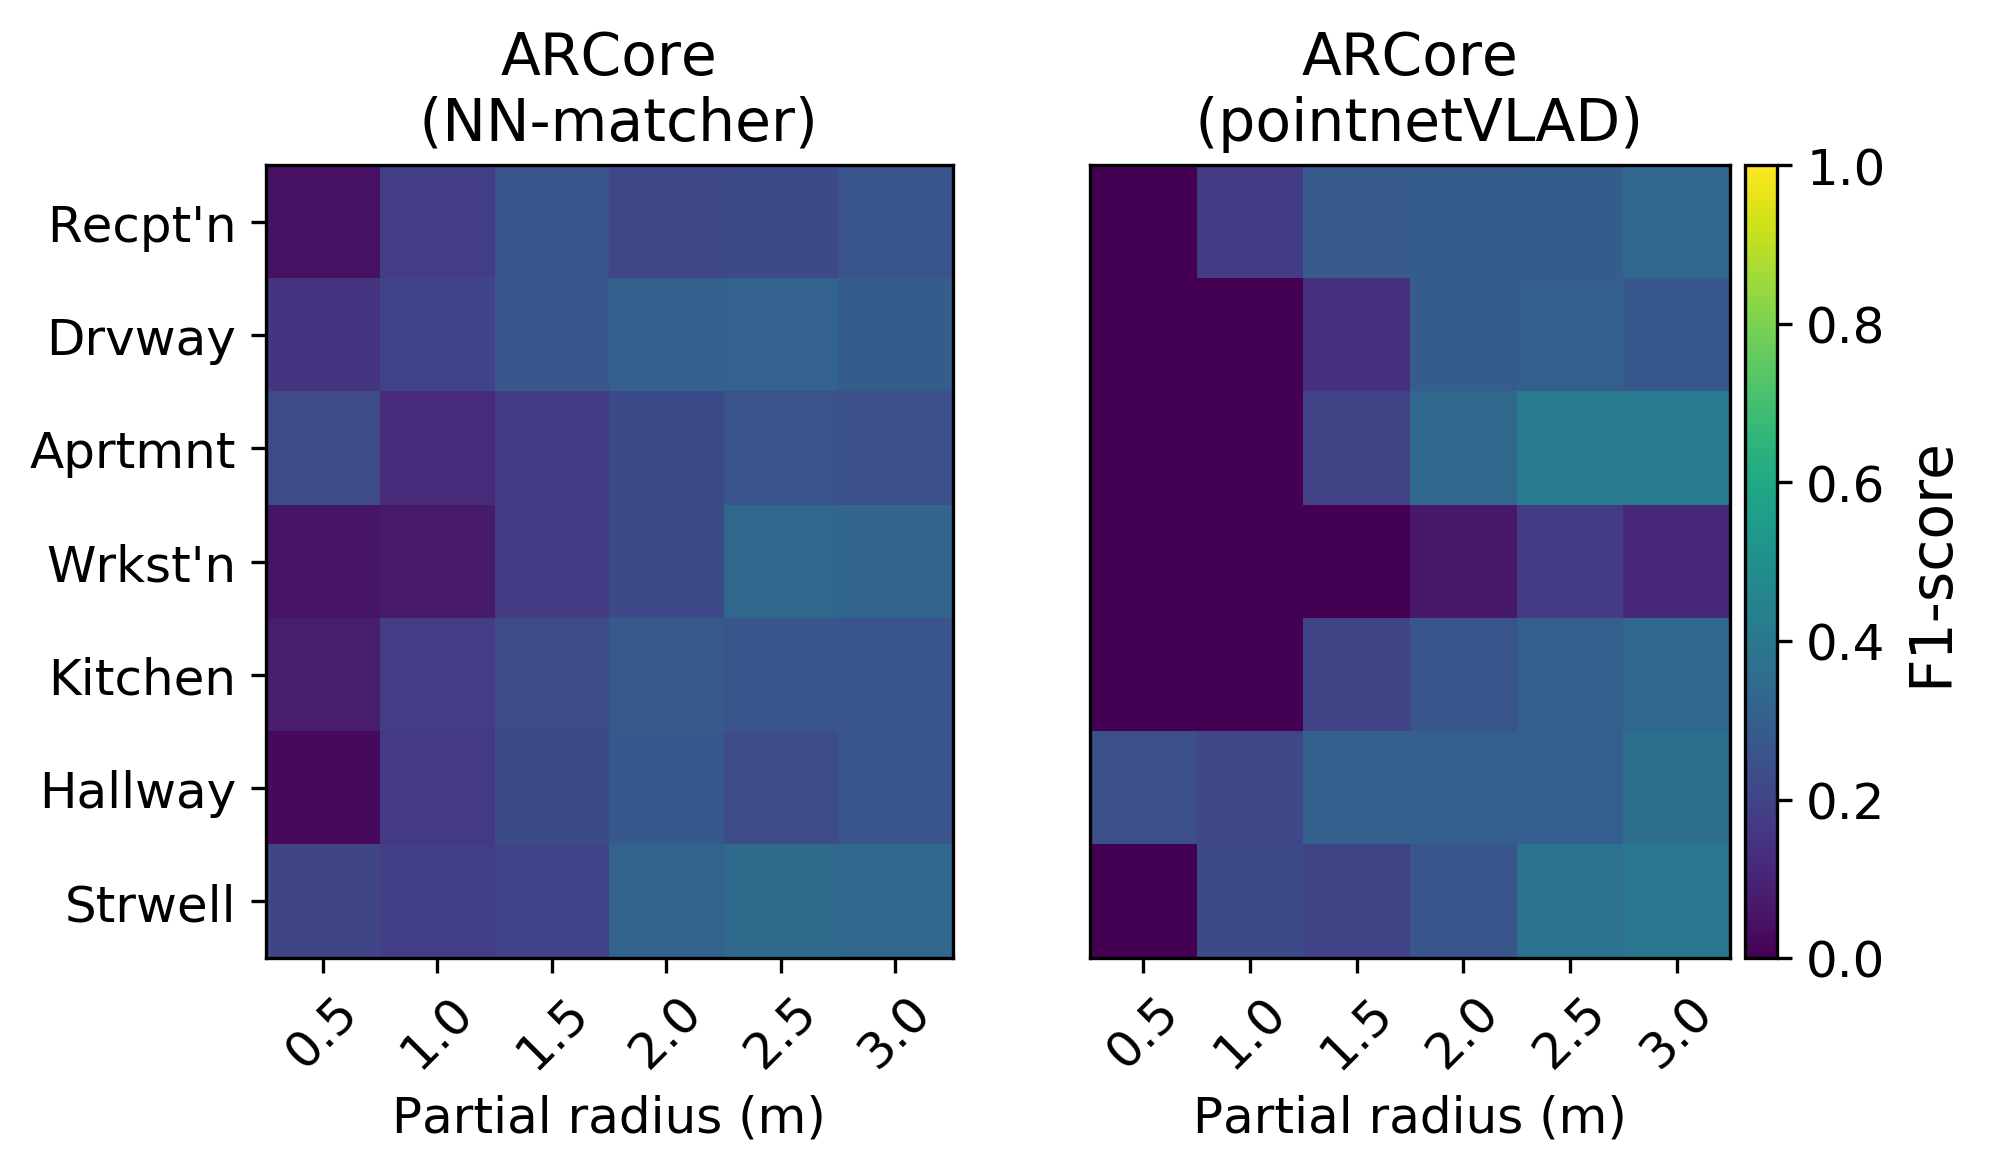 ARCore
(NN-matcher)
ARCore
(pointnetVLAD)
Recpt'n
Drvway
Aprtmnt
Wrkst'n
Kitchen
Hallway
Strwell
0.5
1.0
1.5
2.0
2.5
3.0
Partial radius (m)
0.5
1.0
1.5
2.0
2.5
3.0
Partial radius (m)
1.0
0.8
0.6
0.4
0.2
0.0
F1-score